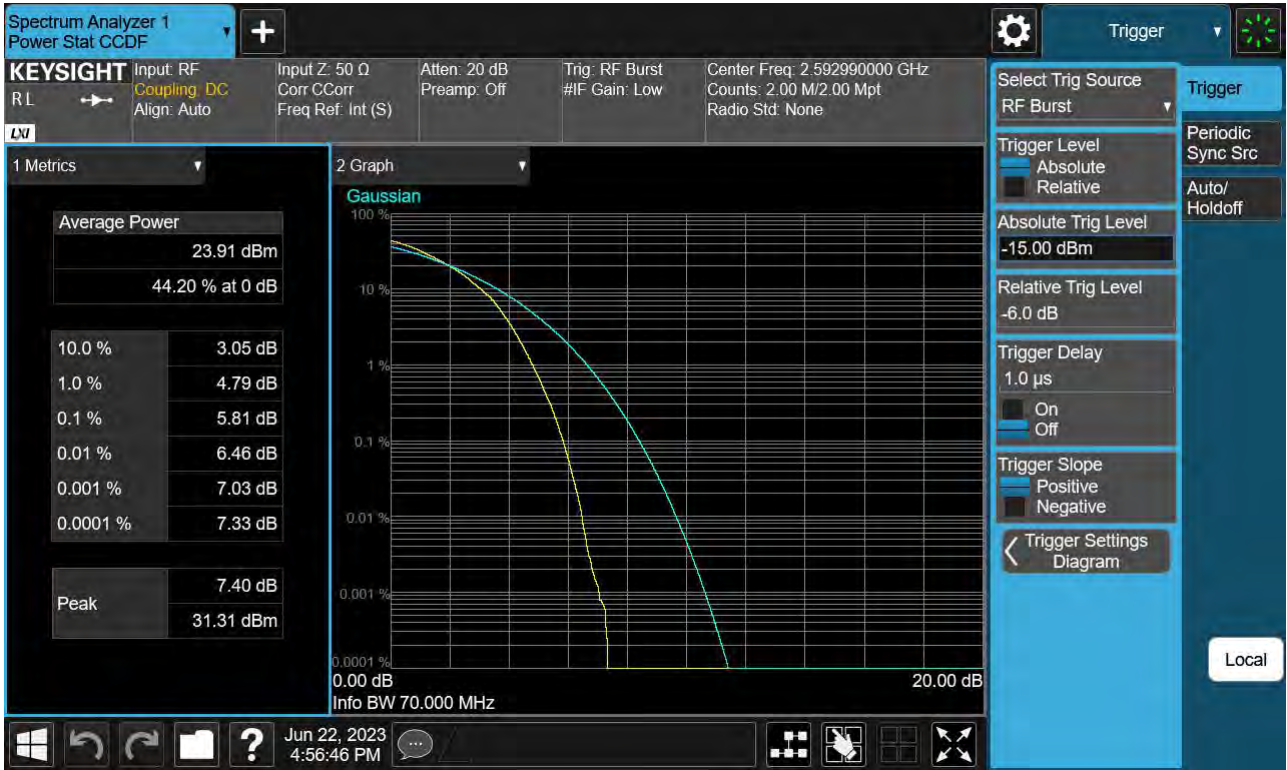 Spectrum Analyzer 1
Power Stat CCDF
+
Trigger
KEYSIGHT
RL
LXI
Input: RF
Coupling: DC
Align: Auto
Input Z: 50 Ω
Corr CCorr
Freq Ref: Int (S)
Atten: 20 dB
Preamp: Off
Trig: RF Burst
#IF Gain: Low
Center Freq: 2.592990000 GHz
Counts: 2.00 M/2.00 Mpt
Radio Std: None
1 Metrics
Average Power
23.91 dBm
44.20 % at 0 dB
10.0 % 3.05 dB
1.0 % 4.79 dB
0.1 % 5.81 dB
0.01 % 6.46 dB
0.001 % 7.03 dB
0.0001 % 7.33 dB
Peak
7.40 dB
31.31 dBm
2 Graph
Gaussian
100 %
10 %
1 %
0.1 %
0.01 %
0.001 %
0.0001 %
0.00 dB 20.00 dB
Info BW 70.000 MHz
Select Trig Source
RF Burst
Trigger Level
Absolute
Relative
Absolute Trig Level
-15.00 dBm
Relative Trig Level
-6.0 dB
Trigger Delay
1.0 µs
On
Off
Trigger Slope
Positive
Negative
Trigger Settings
Diagram
Trigger
Periodic
Sync Src
Auto/
Holdoff
Local
?
Jun 22, 2023
4:56:46 PM